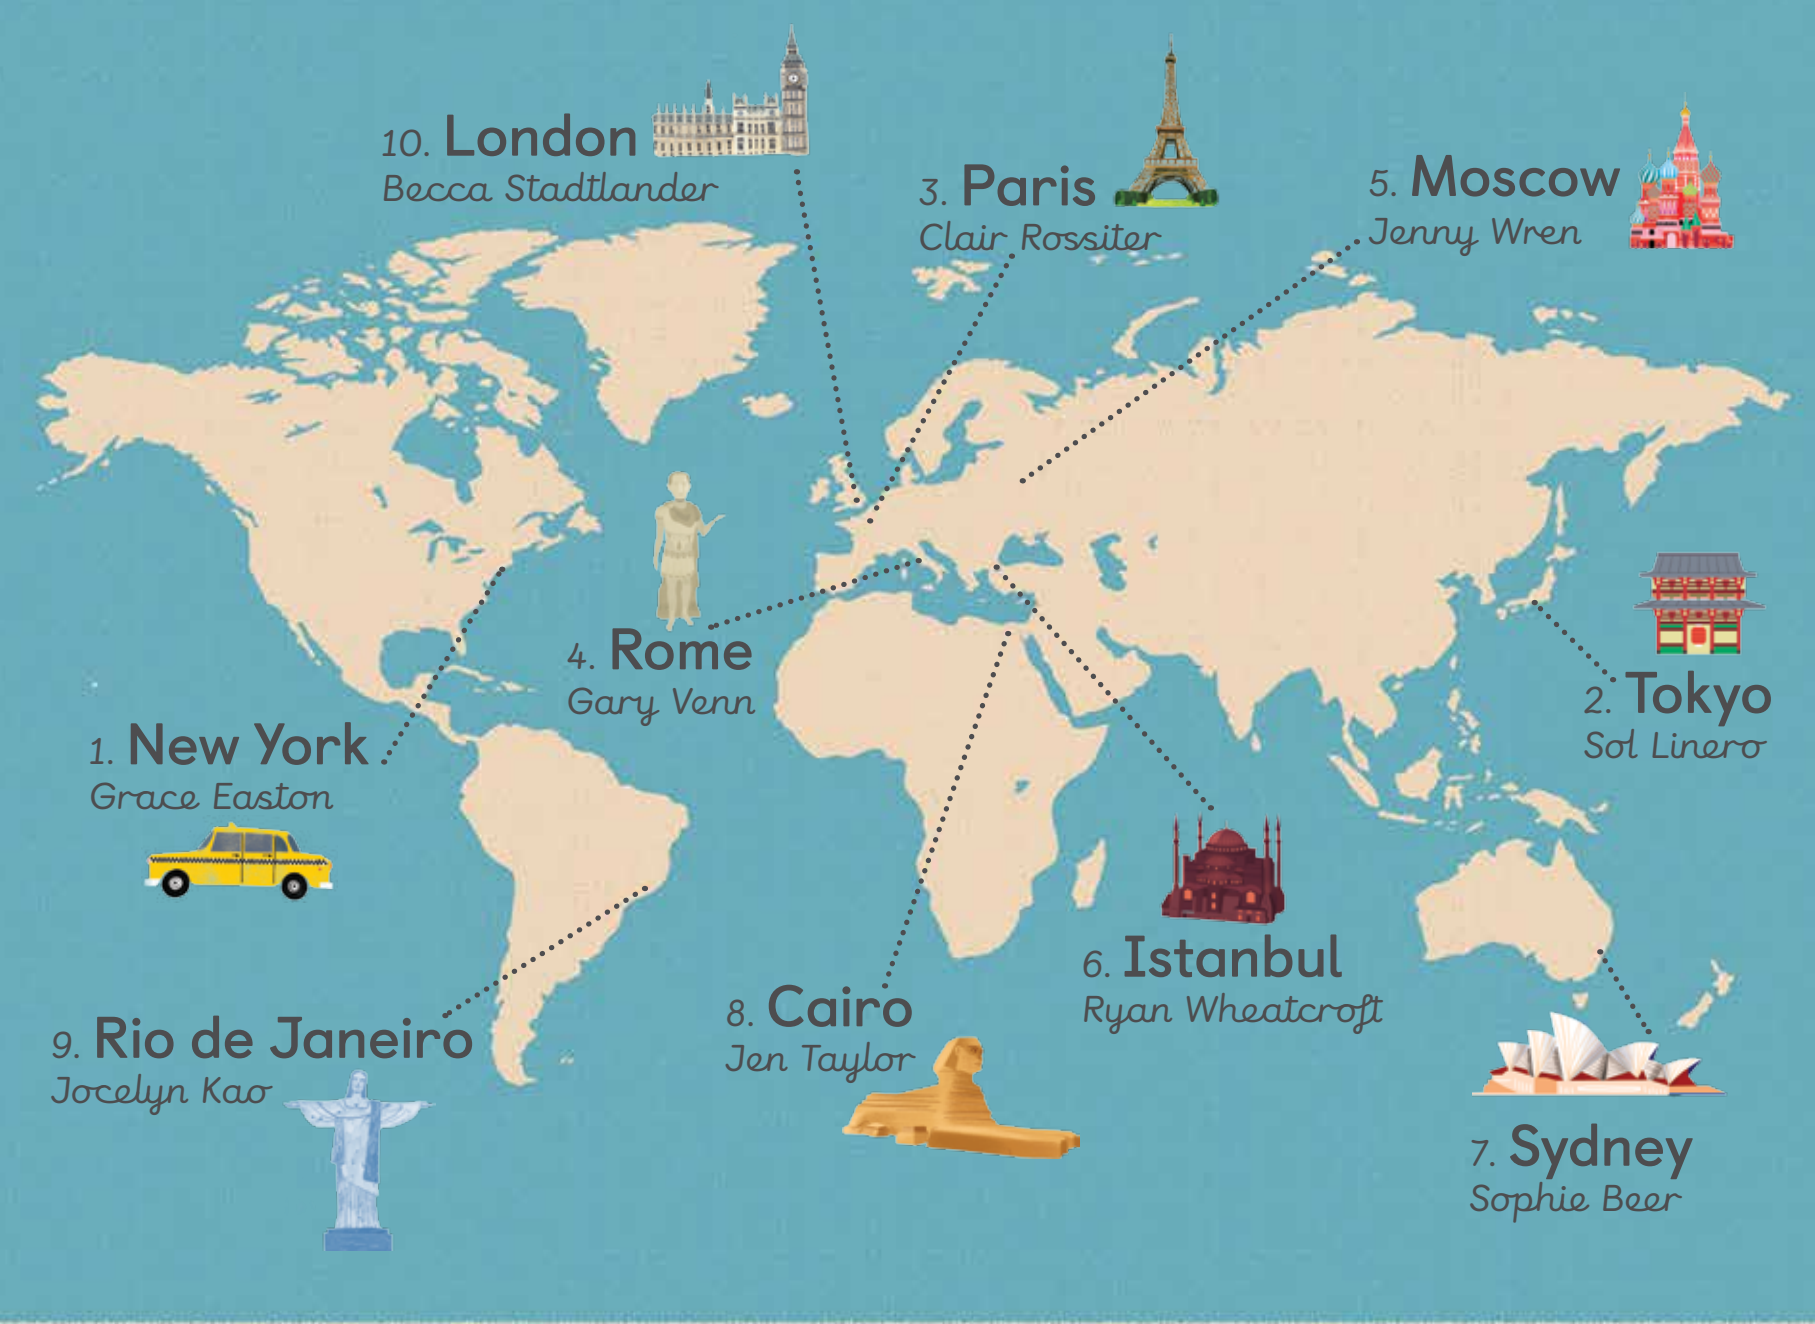 10. London
Becca Stadtlander
3. Paris
Clair Rossiter
5. Moscow
Jenny Wren
4. Rome
Gary Venn
2. Tokyo
Sol Linero
1. New York
Grace Easton
6. Istanbul
Ryan Wheatcroft
8. Cairo
Jen Taylor
9. Rio de Janeiro
Jocelyn Kao
7. Sydney
Sophie Beer